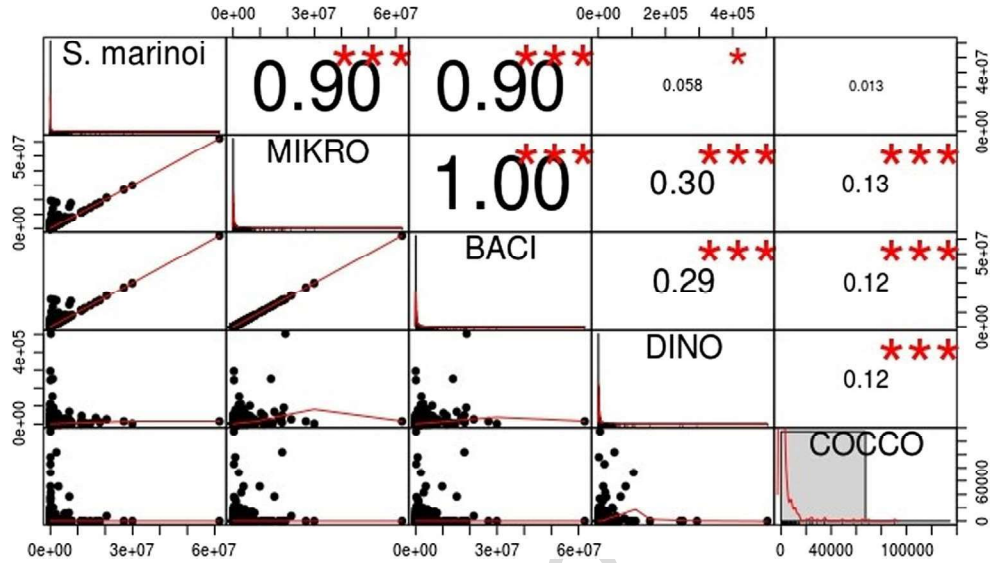 0e+00 3e+07 6e+07 0e+00 2e+05 4e+05
S. marinoi 0.90 *** 0.90 *** 0.058 * 0.013 0e+00 4e+07
0e+00 5e+07 MIKRO 1.00 *** 0.30 *** 0.13 ***
BACI 0.29 *** 0.12 *** 0e+00 5e+07
0e+00 4e+05 DINO 0.12 ***
COCCO 0 60000
0e+00 3e+07 6e+07 0e+00 3e+07 6e+07 0 40000 100000